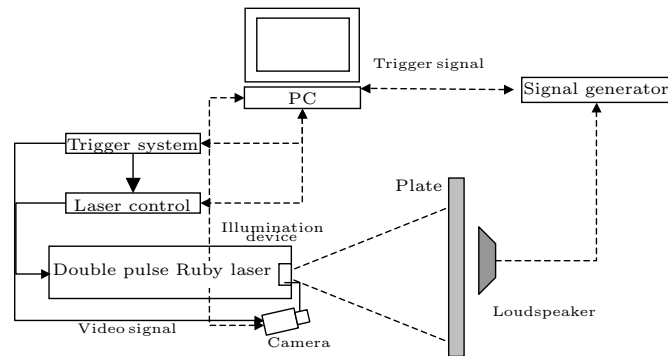 Trigger signal
PC
Signal generator
Trigger system
Plate
Laser control
Illumination
device
Double pulse Ruby laser
Loudspeaker
Video signal
Camera